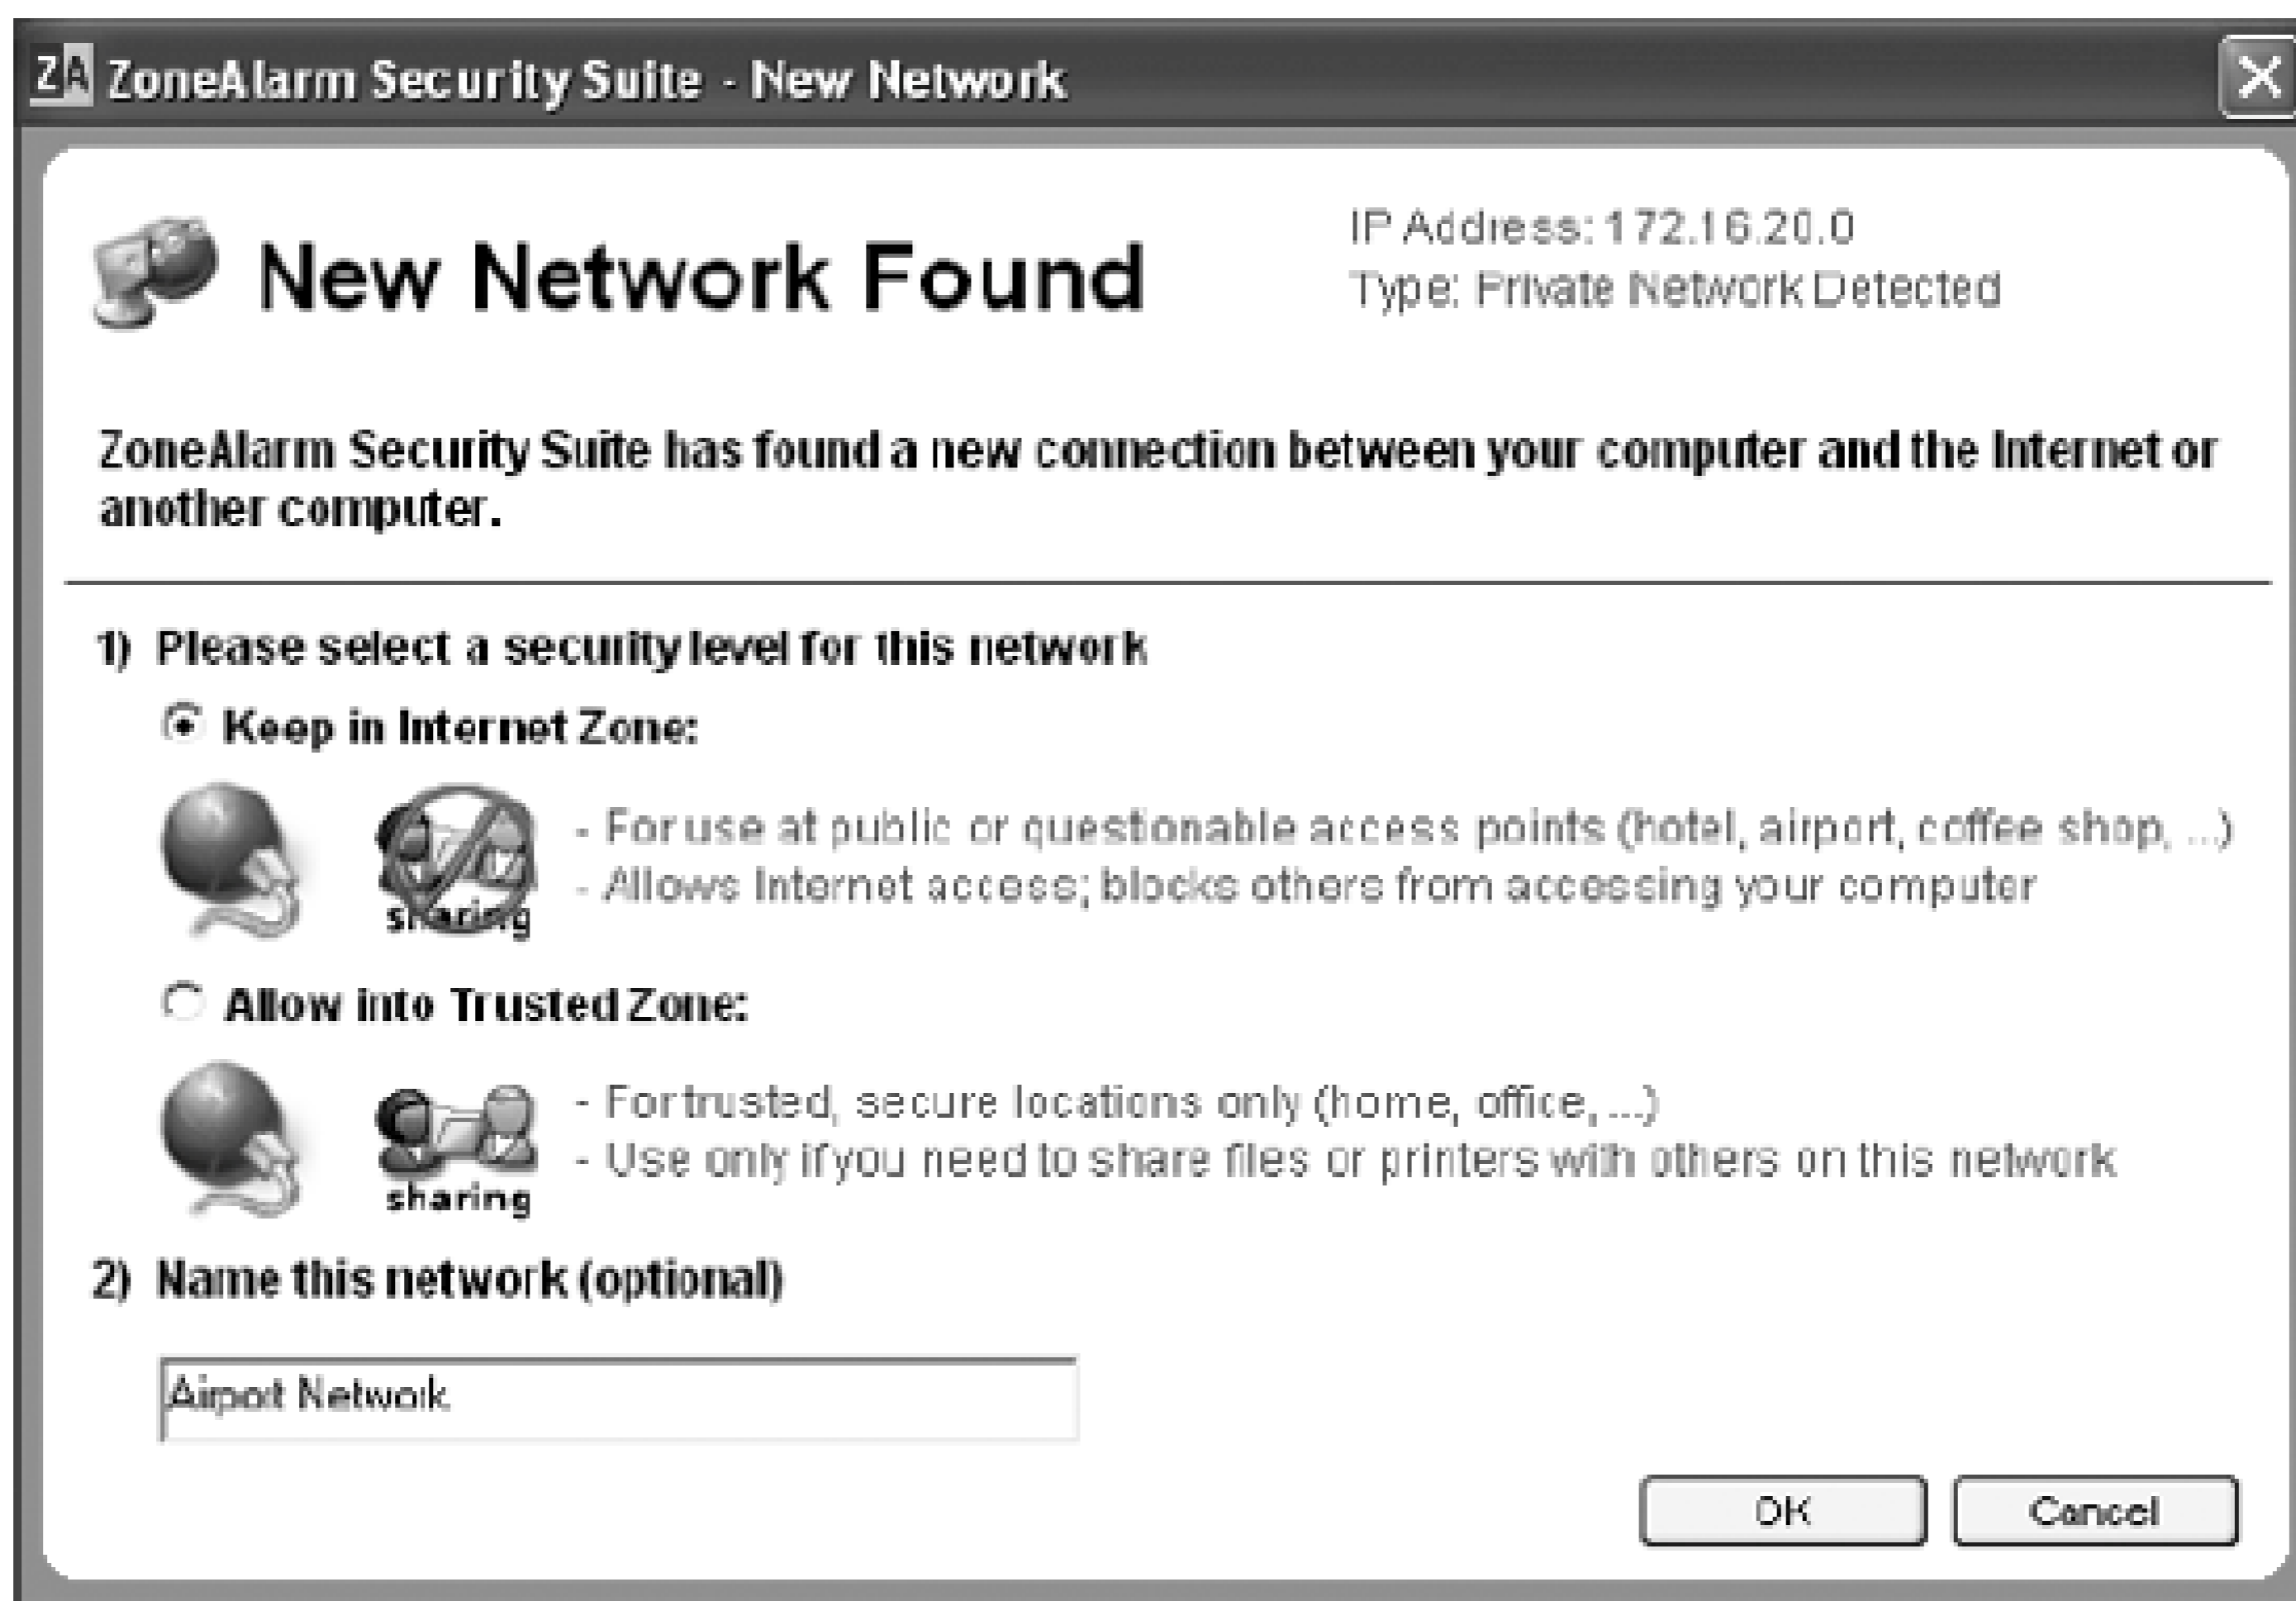 ZA ZoneAlarm Security Suite - New Network
New Network Found
IP Address: 172.16.20.0
Type: Private Network Detected
ZoneAlarm Security Suite has found a new connection between your computer and the Internet or
another computer.
1) Please select a security level for this network
Keep in Internet Zone:
sharing
- For use at public or questionable access points (hotel, airport, coffee shop, ...)
- Allows Internet access; blocks others from accessing your computer
Allow into Trusted Zone:
sharing
- For trusted, secure locations only (home, office, ...)
- Use only if you need to share files or printers with others on this network
2) Name this network (optional)
Airport Network
OK
Cancel